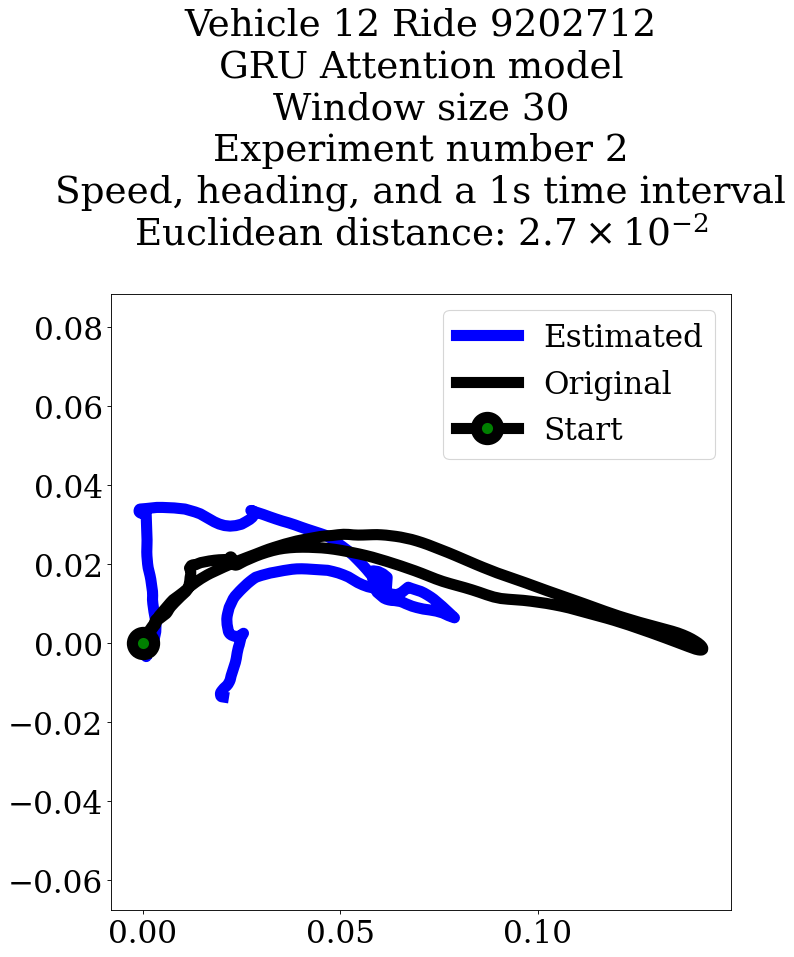 Vehicle 12 Ride 9202712
GRU Attention model
Window size 30
Experiment number 2
Speed, heading, and a 1s time interval
Euclidean distance: 2.7 × 10⁻²
Estimated
Original
Start
0.08
0.06
0.04
0.02
0.00
−0.02
−0.04
−0.06
0.00 0.05 0.10